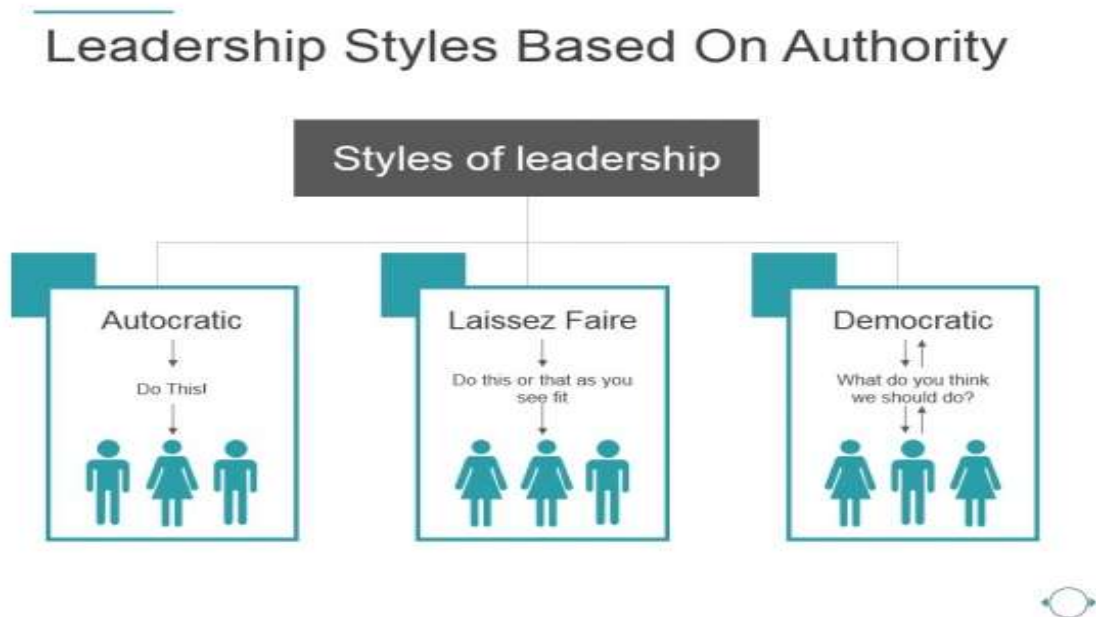 Leadership Styles Based On Authority
Styles of leadership
Autocratic
Do This!
Laissez Faire
Do this or that as you
see fit
Democratic
What do you think
we should do?